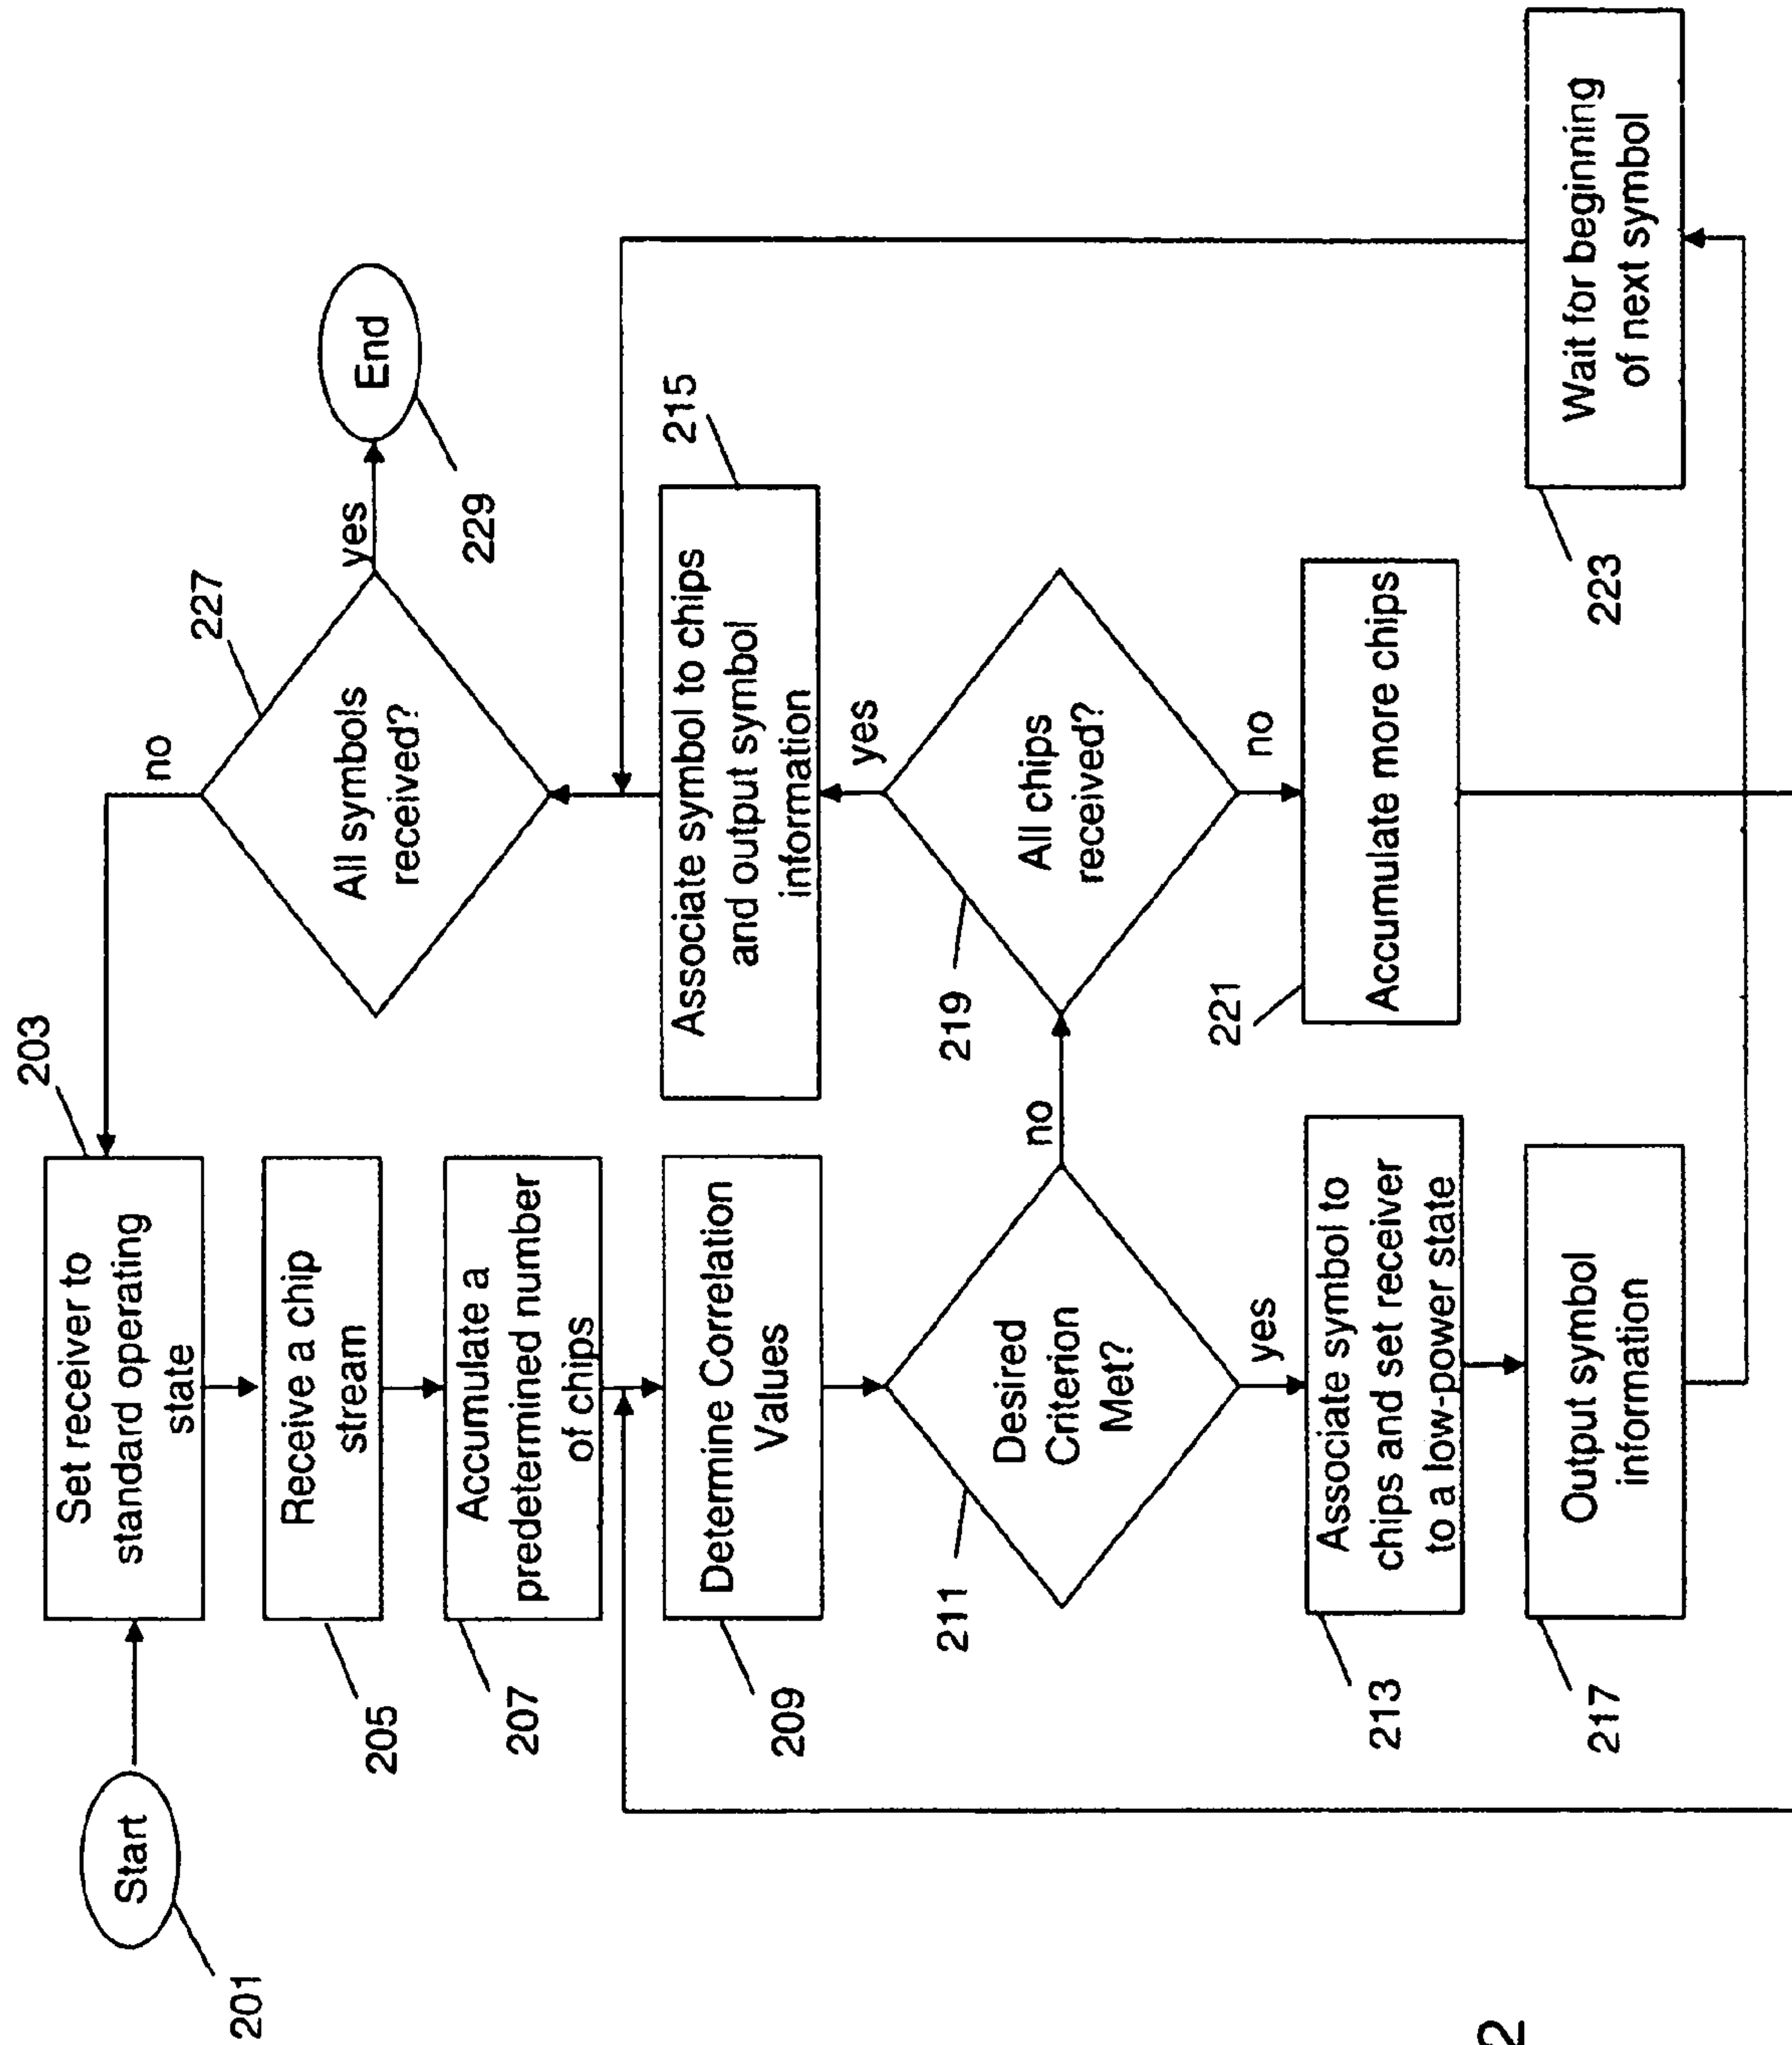 Start
201
Set receiver to
standard operating
state
203
Receive a chip
stream
205
Accumulate a
predetermined number
of chips
207
Determine Correlation
Values
209
Desired
Criterion
Met?
211
no
yes
Associate symbol to
chips and set receiver
to a low-power state
213
Output symbol
information
217
All symbols
received?
227
no
yes
End
229
Associate symbol to chips
and output symbol
information
215
yes
All chips
received?
219
no
Accumulate more chips
221
Wait for beginning
of next symbol
223
2